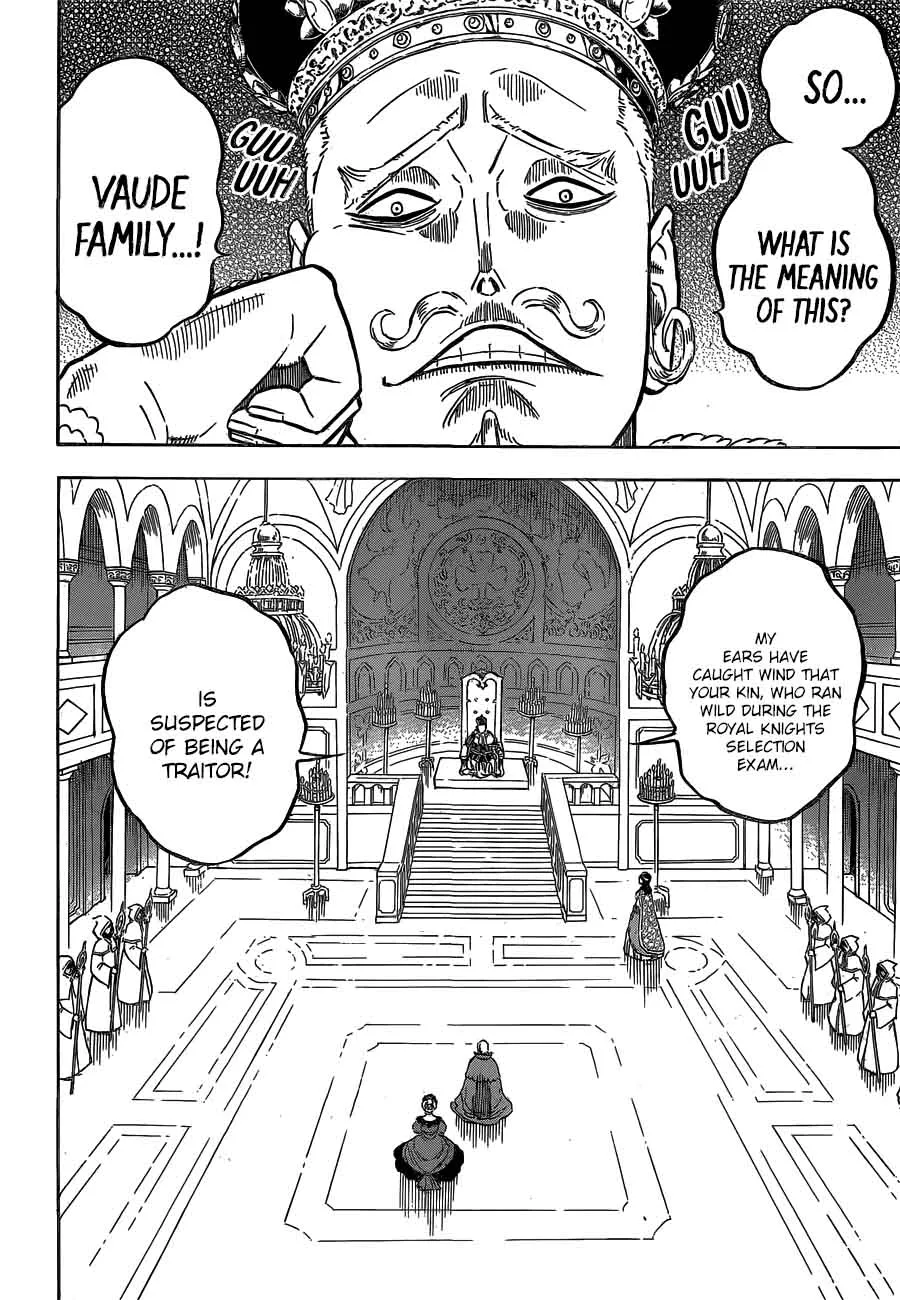 SO...
WHAT IS
THE MEANING
OF THIS?
GUU
UUH
GUU
UUH
VAUDE
FAMILY...!
MY
EARS HAVE
CAUGHT WIND THAT
YOUR KIN, WHO RAN
WILD DURING THE
ROYAL KNIGHTS
SELECTION
EXAM...
IS
SUSPECTED
OF BEING A
TRAITOR!